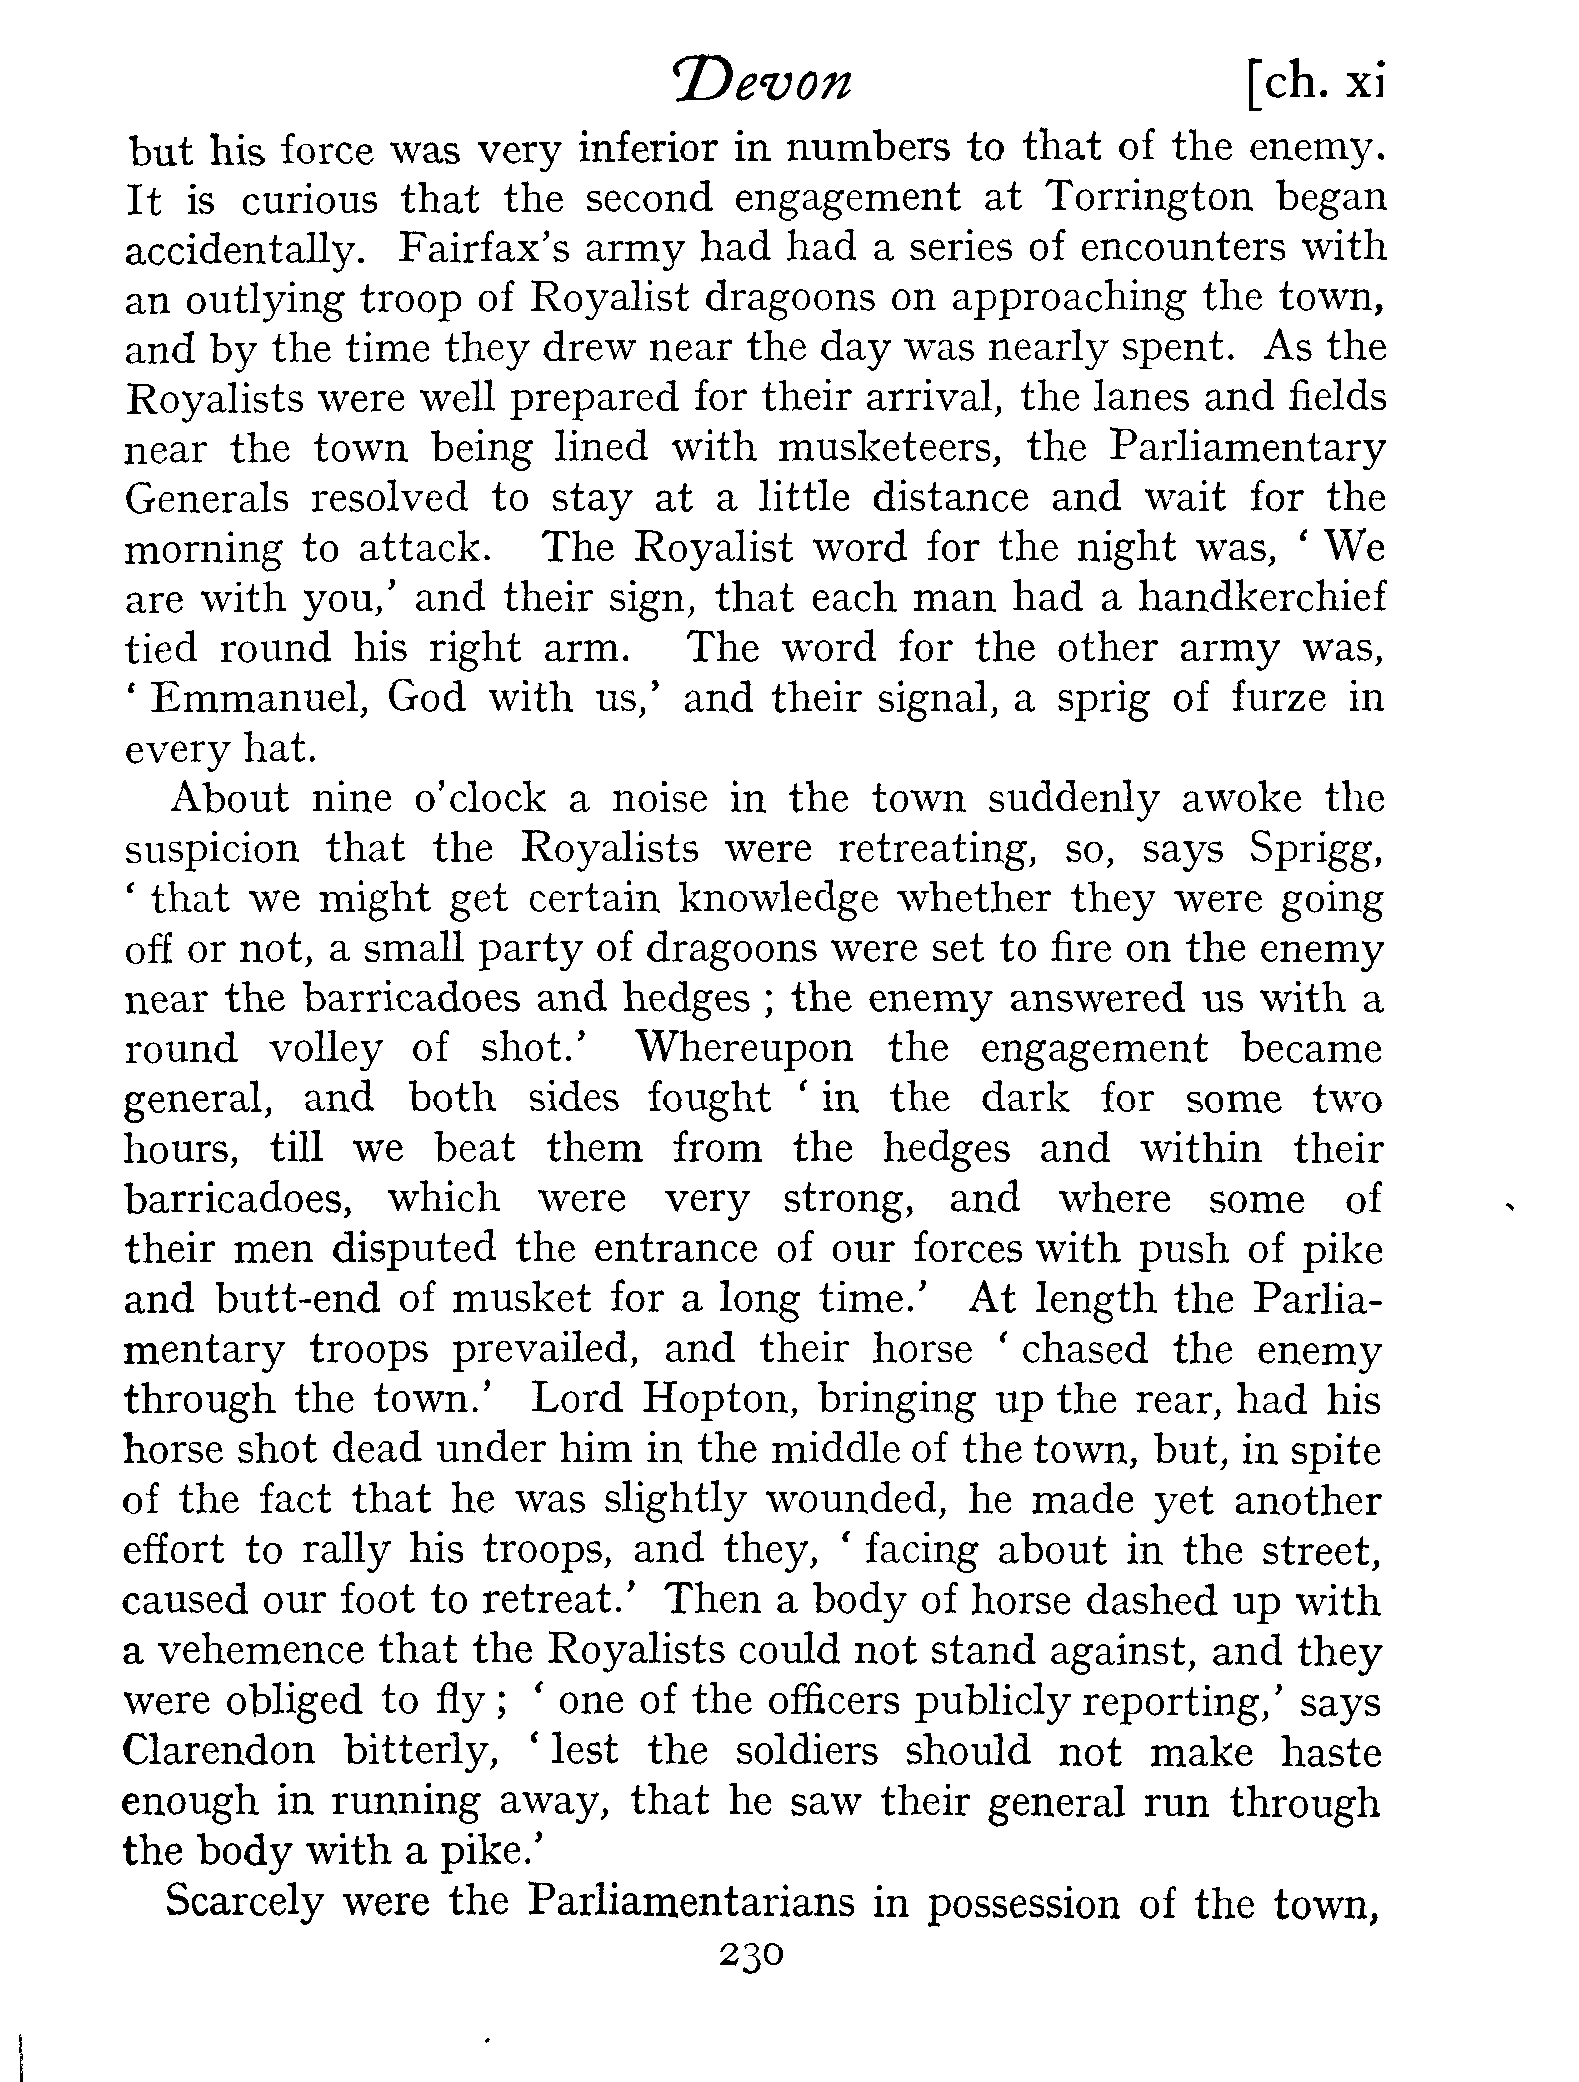 Devon [ch. xi
but his force was very inferior in numbers to that of the enemy.
It is curious that the second engagement at Torrington began
accidentally. Fairfax's army had had a series of encounters with
an outlying troop of Royalist dragoons on approaching the town,
and by the time they drew near the day was nearly spent. As the
Royalists were well prepared for their arrival, the lanes and fields
near the town being lined with musketeers, the Parliamentary
Generals resolved to stay at a little distance and wait for the
morning to attack. The Royalist word for the night was, ‘ We
are with you,’ and their sign, that each man had a handkerchief
tied round his right arm. The word for the other army was,
‘ Emmanuel, God with us,’ and their signal, a sprig of furze in
every hat.
About nine o'clock a noise in the town suddenly awoke the
suspicion that the Royalists were retreating, so, says Sprigg,
‘ that we might get certain knowledge whether they were going
off or not, a small party of dragoons were set to fire on the enemy
near the barricadoes and hedges ; the enemy answered us with a
round volley of shot.’ Whereupon the engagement became
general, and both sides fought ‘ in the dark for some two
hours, till we beat them from the hedges and within their
barricadoes, which were very strong, and where some of
their men disputed the entrance of our forces with push of pike
and butt-end of musket for a long time.’ At length the Parlia-
mentary troops prevailed, and their horse ‘ chased the enemy
through the town.’ Lord Hopton, bringing up the rear, had his
horse shot dead under him in the middle of the town, but, in spite
of the fact that he was slightly wounded, he made yet another
effort to rally his troops, and they, ‘ facing about in the street,
caused our foot to retreat.’ Then a body of horse dashed up with
a vehemence that the Royalists could not stand against, and they
were obliged to fly ; ‘ one of the officers publicly reporting,’ says
Clarendon bitterly, ‘ lest the soldiers should not make haste
enough in running away, that he saw their general run through
the body with a pike.’
Scarcely were the Parliamentarians in possession of the town,
230